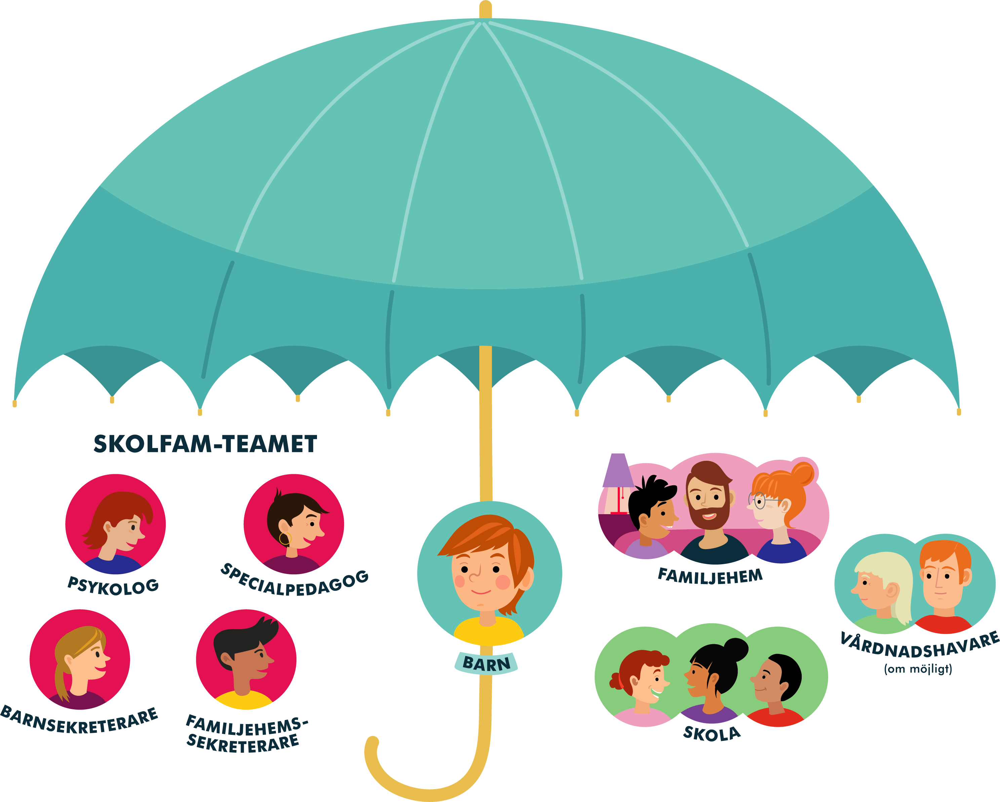 SKOLFAM-TEAMET
PSYKOLOG
SPECIALPEDAGOG
BARNSEKRETERARE
FAMILJEHEMS-
SEKRETERARE
BARN
FAMILJEHEM
SKOLA
VÅRDNADSHAVARE
(om möjligt)